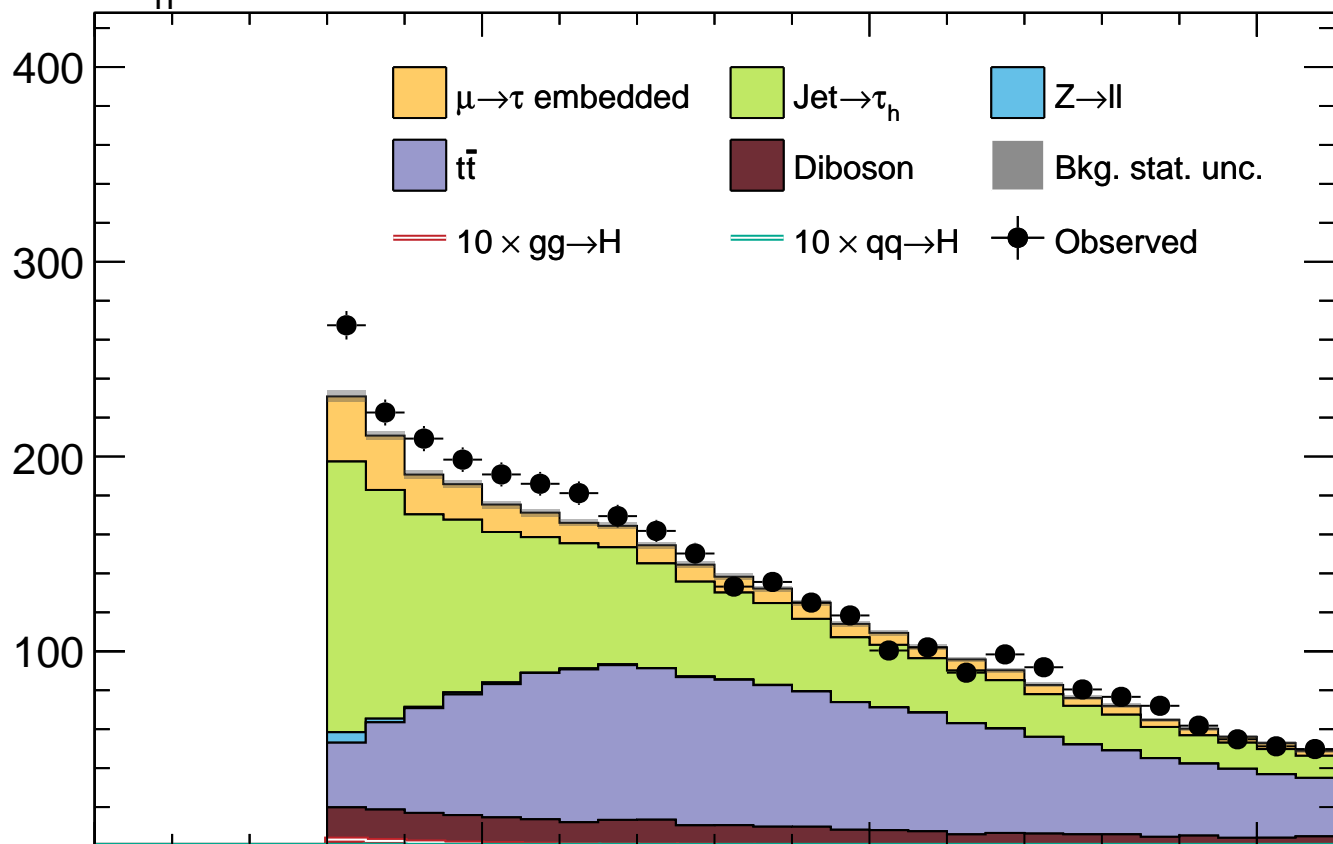 400
μ→τ embedded Jet→τₕ Z→ll
tt̄ Diboson Bkg. stat. unc.
300
10 × gg→H 10 × qq→H Observed
200
100